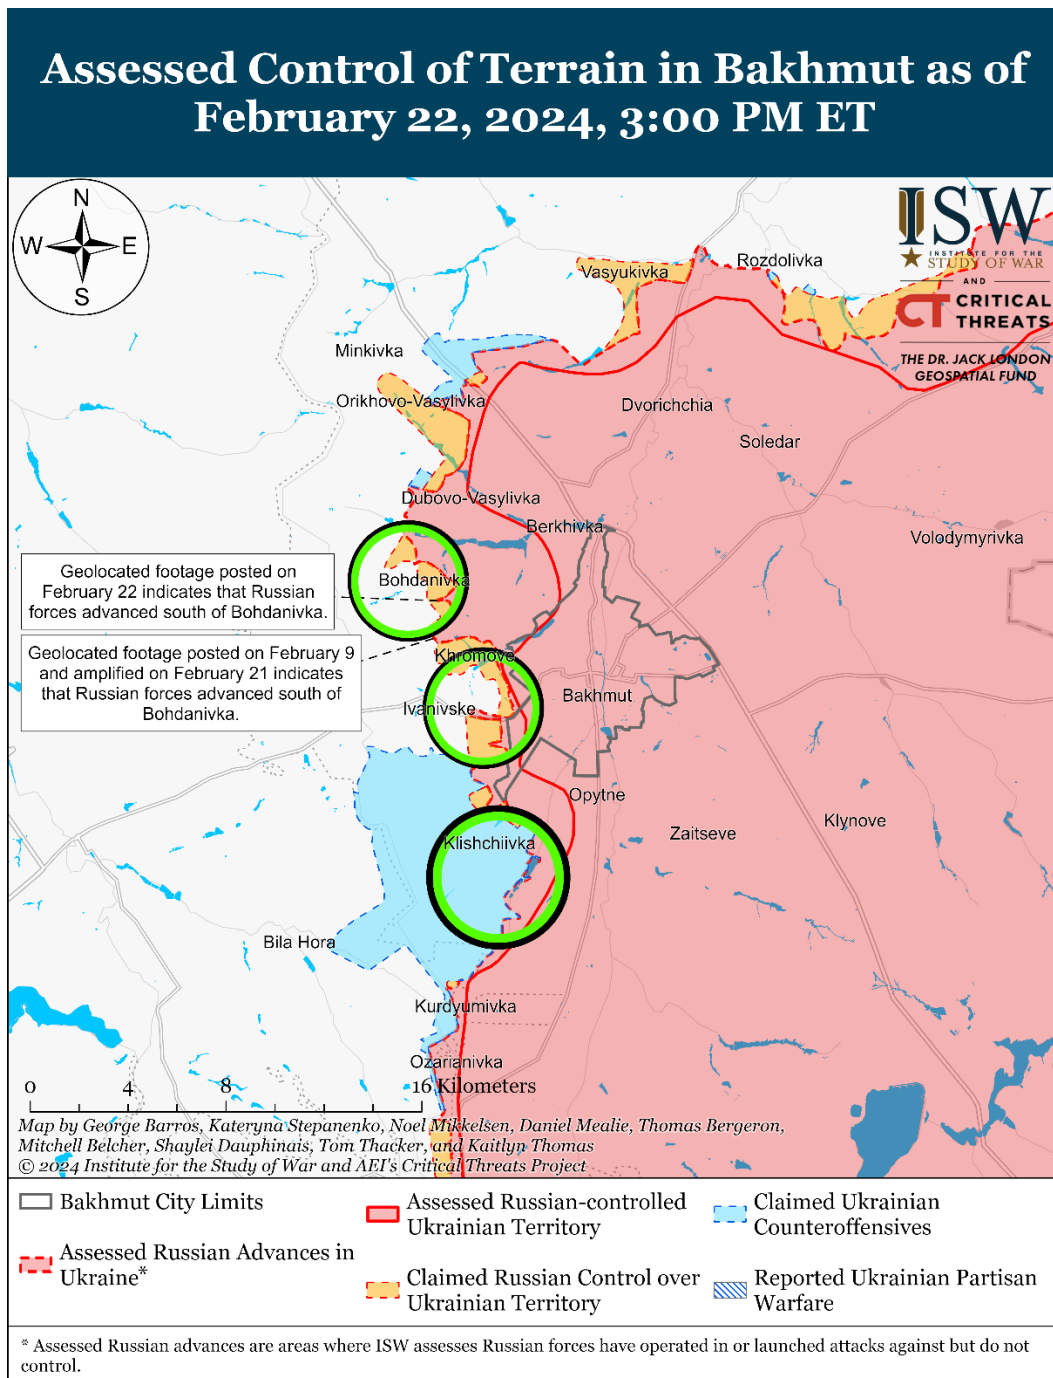 Assessed Control of Terrain in Bakhmut as of
February 22, 2024, 3:00 PM ET
N
W E
S
ISW
INSTITUTE FOR THE
STUDY OF WAR
AND
CT CRITICAL
THREATS
THE DR. JACK LONDON
GEOSPATIAL FUND
Vasyukivka
Rozdolivka
Minkivka
Orikhovo-Vasylivka
Dvorichchia
Soledar
Dubovo-Vasylivka
Berkhivka
Volodymyrivka
Geolocated footage posted on
February 22 indicates that Russian
forces advanced south of Bohdanivka.
Bohdanivka
Geolocated footage posted on February 9
and amplified on February 21 indicates
that Russian forces advanced south of
Bohdanivka.
Khromove
Ivanivske
Bakhmut
Opytne
Zaitseve
Klynove
Klishchiivka
Bila Hora
Kurdyumivka
Ozarianivka
0 4 8 16 Kilometers
Map by George Barros, Kateryna Stepanenko, Noel Mikkelsen, Daniel Mealie, Thomas Bergeron,
Mitchell Belcher, Shaylei Dauphinais, Tom Thacker, and Kaitlyn Thomas
© 2024 Institute for the Study of War and AEI's Critical Threats Project
Bakhmut City Limits
Assessed Russian Advances in
Ukraine*
Assessed Russian-controlled
Ukrainian Territory
Claimed Russian Control over
Ukrainian Territory
Claimed Ukrainian
Counteroffensives
Reported Ukrainian Partisan
Warfare
* Assessed Russian advances are areas where ISW assesses Russian forces have operated in or launched attacks against but do not
control.